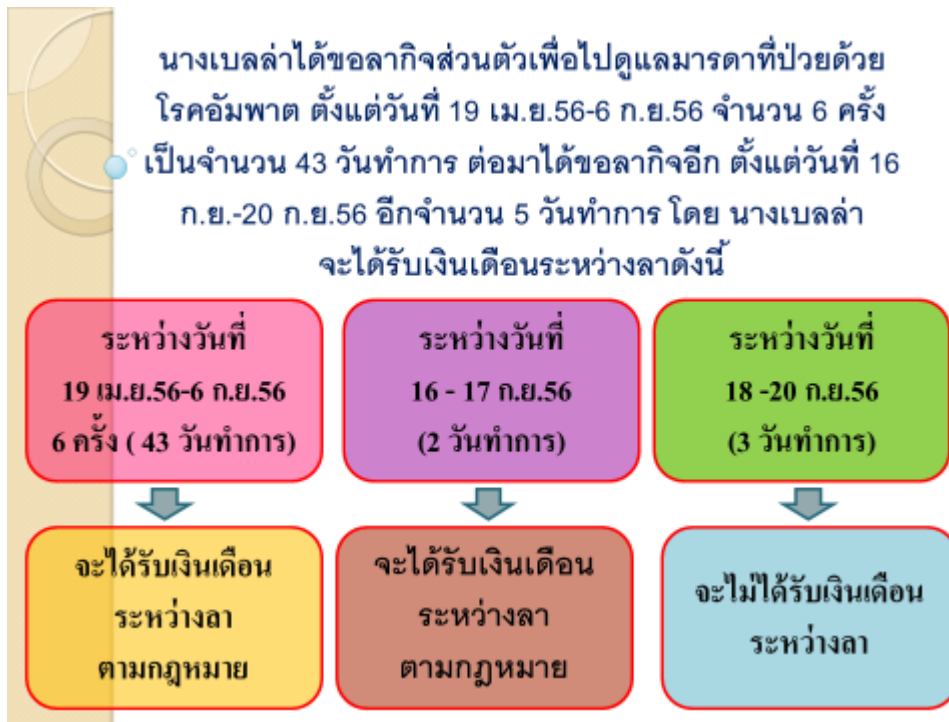 นางเบลล่าได้ขอลากิจส่วนตัวเพื่อไปดูแลมารดาที่ป่วยด้วย
โรคอัมพาต ตั้งแต่วันที่ 19 เม.ย.56-6 ก.ย.56 จำนวน 6 ครั้ง
เป็นจำนวน 43 วันทำการ ต่อมาได้ขอลากิจอีก ตั้งแต่วันที่ 16
ก.ย.-20 ก.ย.56 อีกจำนวน 5 วันทำการ โดย นางเบลล่า
จะได้รับเงินเดือนระหว่างลาดังนี้
ระหว่างวันที่
19 เม.ย.56-6 ก.ย.56
6 ครั้ง ( 43 วันทำการ)
ระหว่างวันที่
16 - 17 ก.ย.56
(2 วันทำการ)
ระหว่างวันที่
18 -20 ก.ย.56
(3 วันทำการ)
จะได้รับเงินเดือน
ระหว่างลา
ตามกฎหมาย
จะได้รับเงินเดือน
ระหว่างลา
ตามกฎหมาย
จะไม่ได้รับเงินเดือน
ระหว่างลา